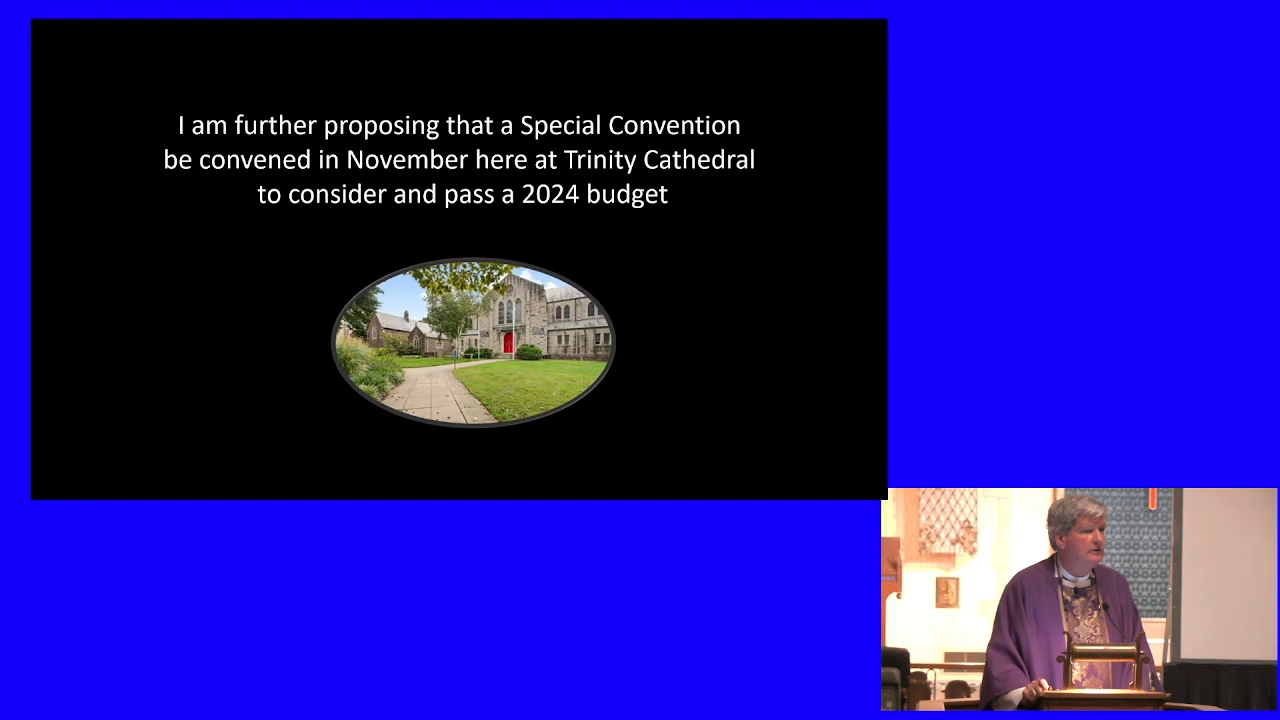 I am further proposing that a Special Convention
be convened in November here at Trinity Cathedral
to consider and pass a 2024 budget